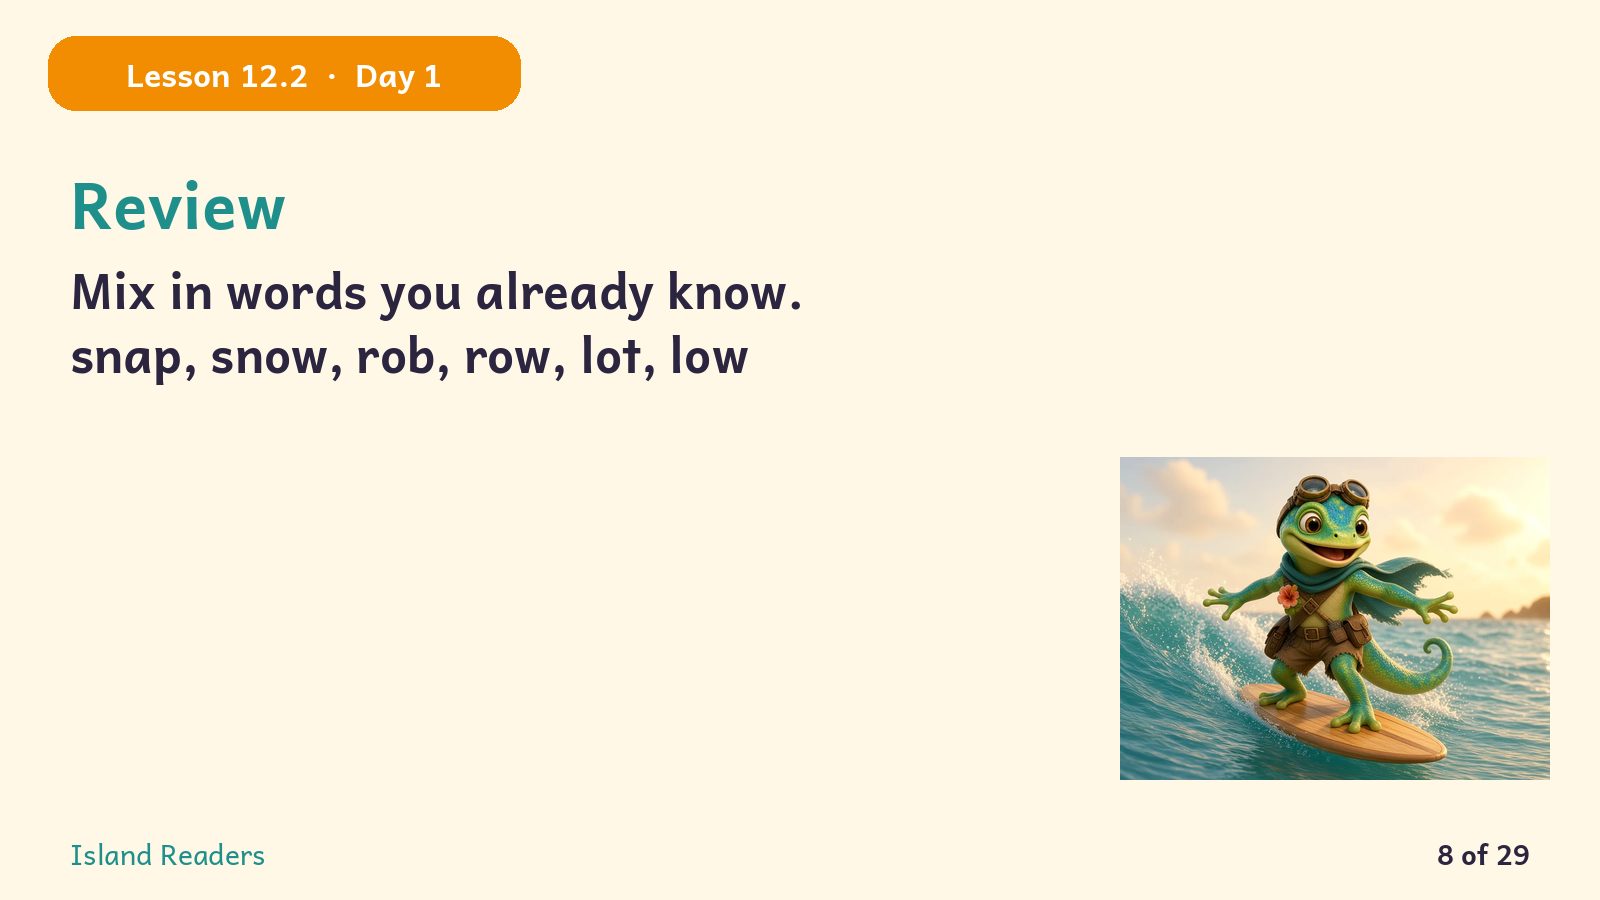 Lesson 12.2 · Day 1
Review
Mix in words you already know.
snap, snow, rob, row, lot, low
Island Readers
8 of 29